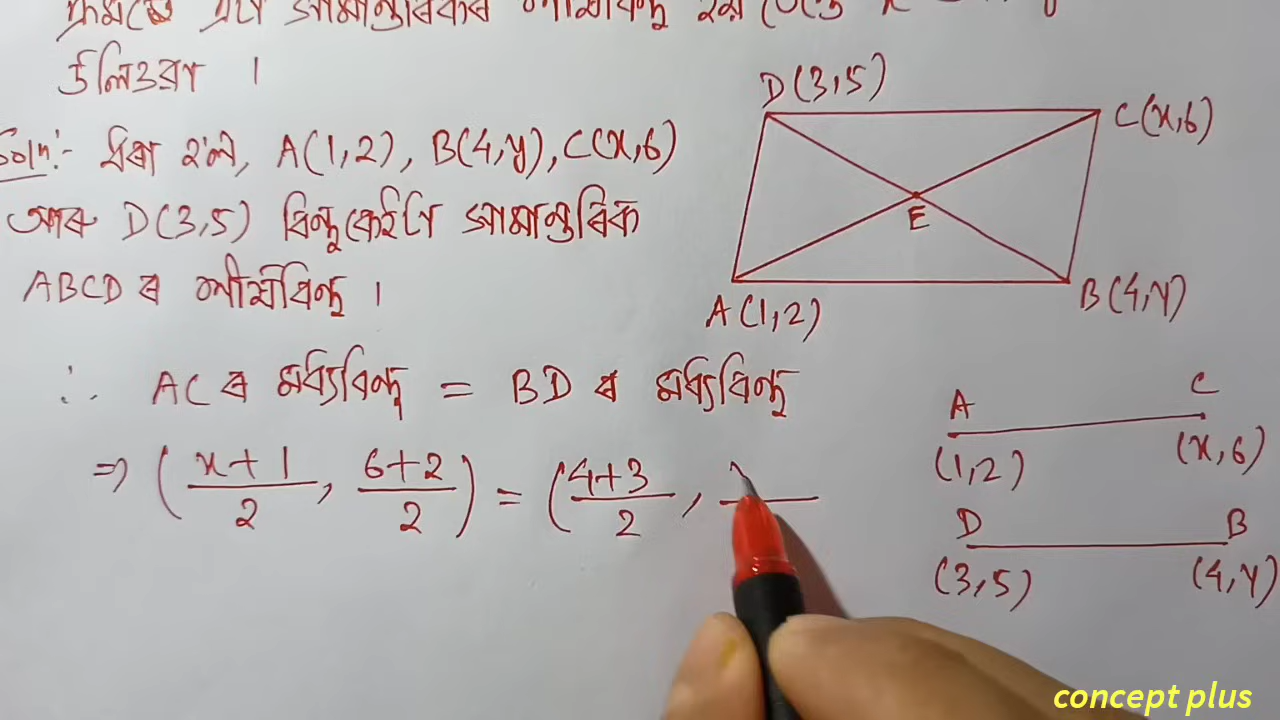 উলিওৱা ।
Soln:- ধৰা হ'ল, A(1,2), B(4,y), C(x,6)
আৰু D(3,5) বিন্দুকেইটা সামান্তৰিক
ABCD ৰ শীৰ্ষবিন্দু ।
∴ AC ৰ মধ্যবিন্দু = BD ৰ মধ্যবিন্দু
⇒ (x+1/2, 6+2/2) = (4+3/2,
D(3,5)
C(x,6)
E
A(1,2)
B(4,y)
A C
(1,2) (x,6)
D B
(3,5) (4,y)
concept plus